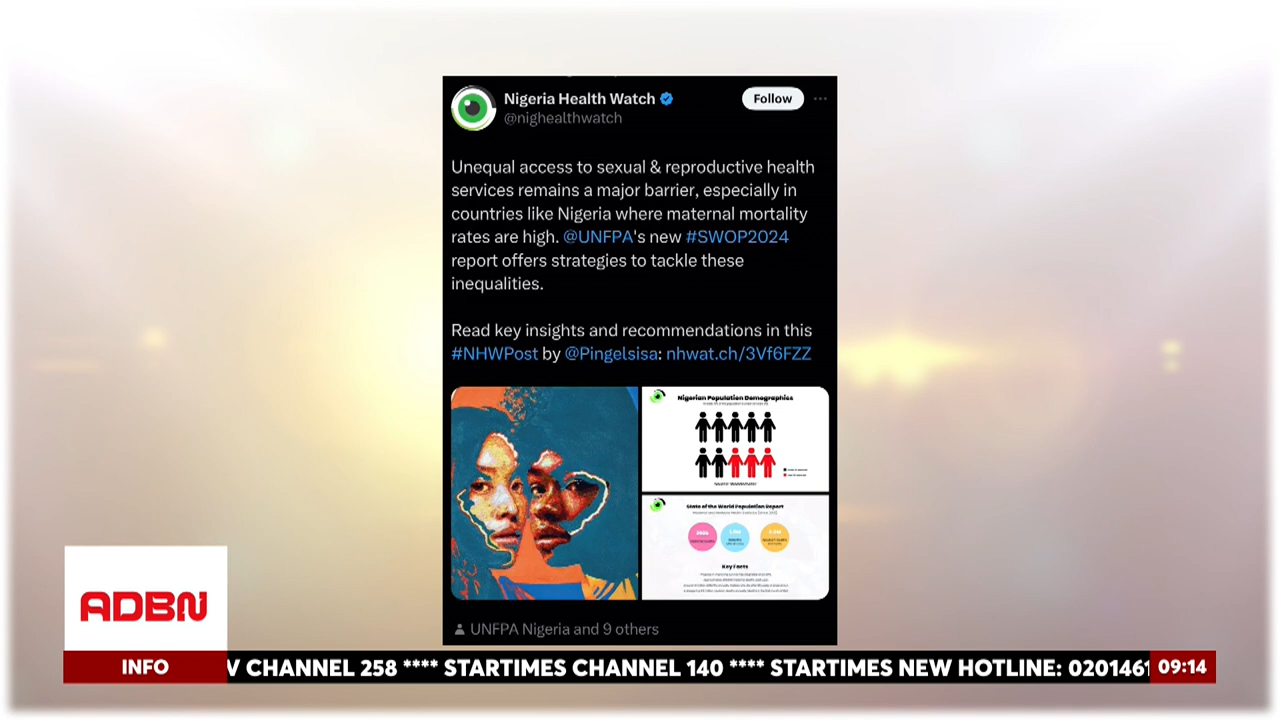 Nigeria Health Watch
Follow
@nighealthwatch
Unequal access to sexual & reproductive health
services remains a major barrier, especially in
countries like Nigeria where maternal mortality
rates are high. @UNFPA's new #SWOP2024
report offers strategies to tackle these
inequalities.
Read key insights and recommendations in this
#NHWPost by @Pingelsisa: nhwat.ch/3Vf6FZZ
Nigerian Population Demographics
State of the World Population Report
Key Facts
UNFPA Nigeria and 9 others
ADBN
INFO
V CHANNEL 258 **** STARTIMES CHANNEL 140 **** STARTIMES NEW HOTLINE: 0201461
09:14